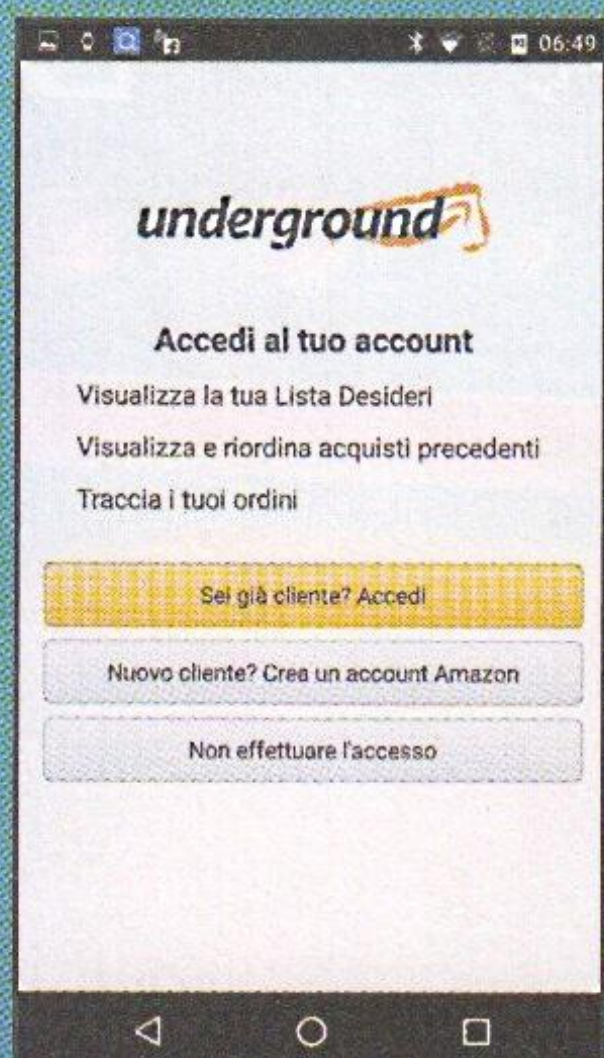 06:49
underground
Accedi al tuo account
Visualizza la tua Lista Desideri
Visualizza e riordina acquisti precedenti
Traccia i tuoi ordini
Sei già cliente? Accedi
Nuovo cliente? Crea un account Amazon
Non effettuare l'accesso